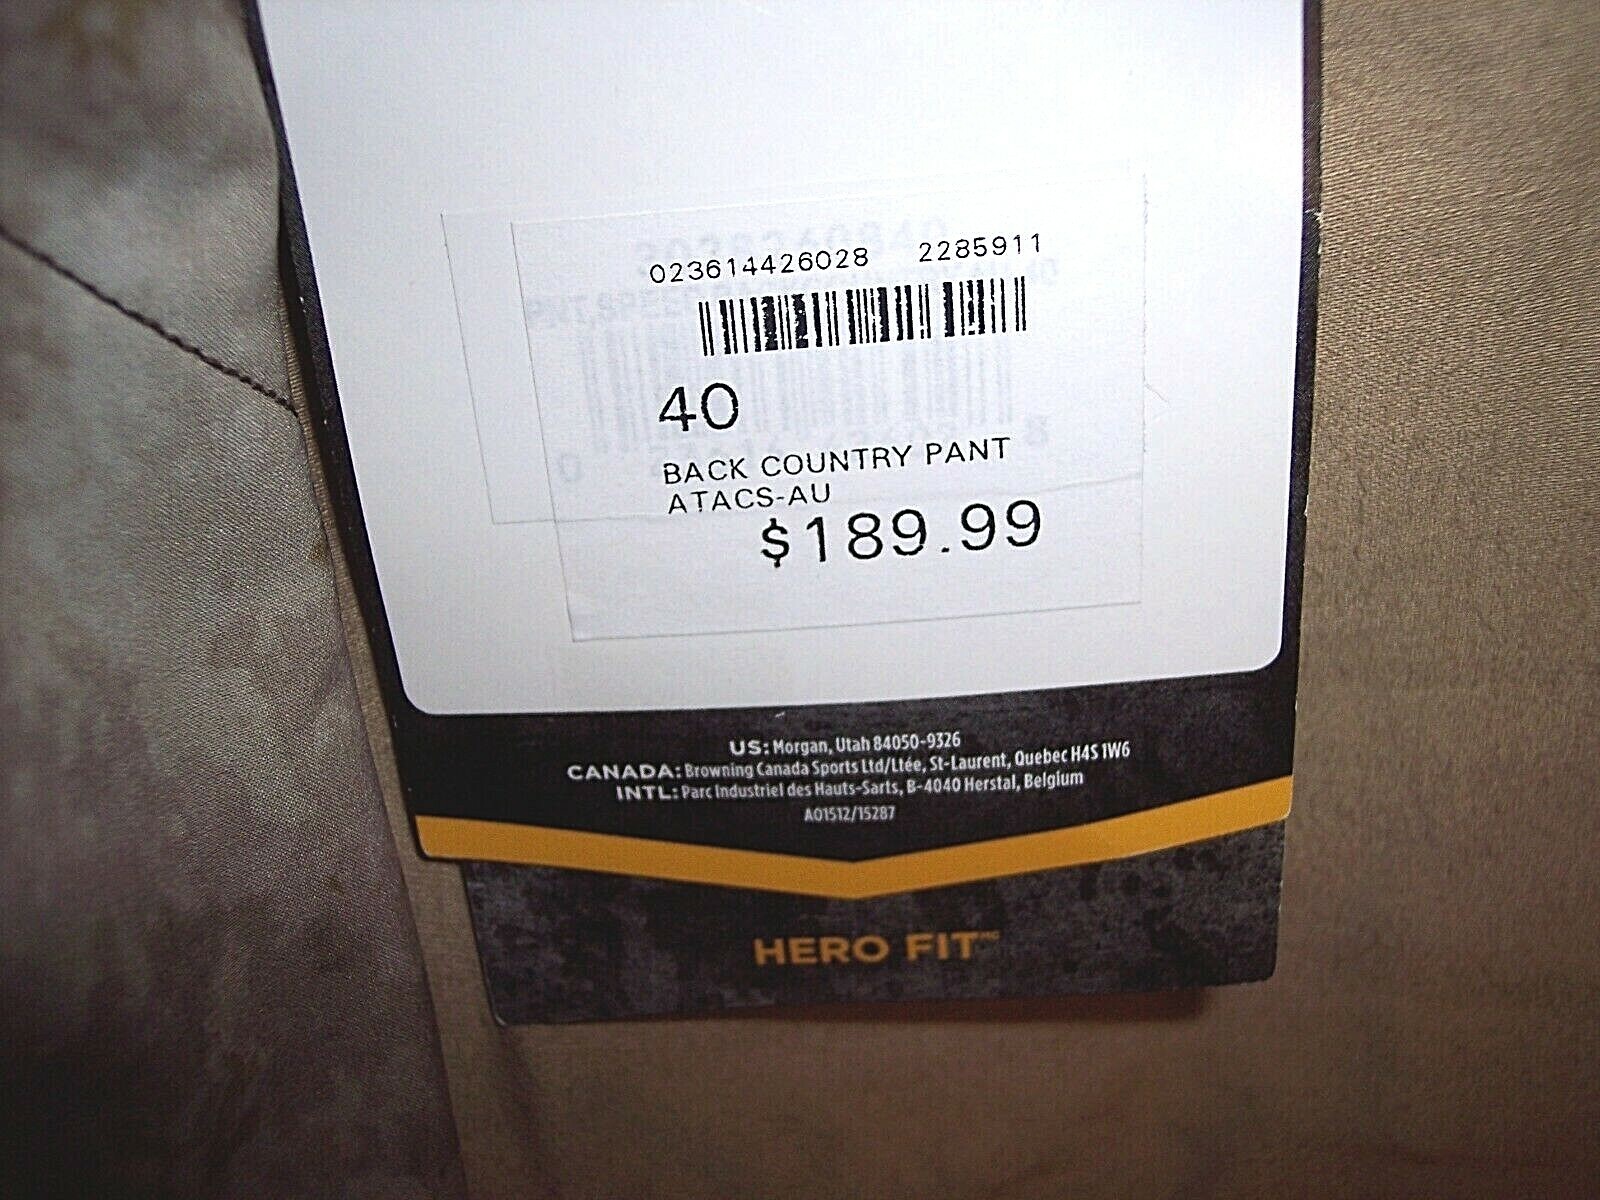 023614426028 2285911
40
BACK COUNTRY PANT
ATACS-AU
$189.99
US: Morgan, Utah 84050-9326
CANADA: Browning Canada Sports Ltd/Ltée, St-Laurent, Quebec H4S 1W6
INTL: Parc Industriel des Hauts-Sarts, B-4040 Herstal, Belgium
A01512/15287
HERO FIT